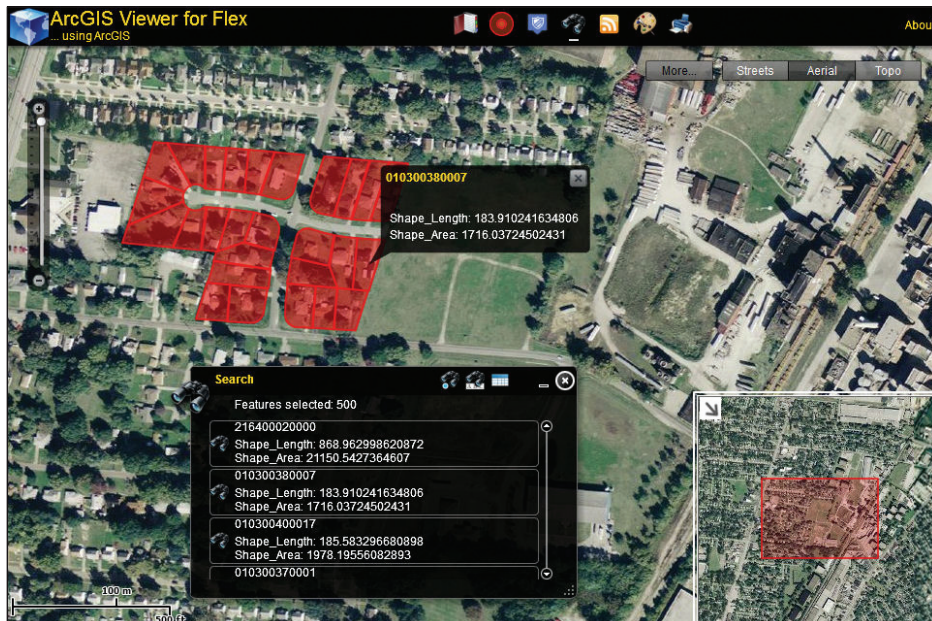 ArcGIS Viewer for Flex
... using ArcGIS
Abou
More...
Streets
Aerial
Topo
010300380007
Shape_Length: 183.910241634806
Shape_Area: 1716.03724502431
Search
Features selected: 500
216400020000
Shape_Length: 868.962998620872
Shape_Area: 21150.5427364607
010300380007
Shape_Length: 183.910241634806
Shape_Area: 1716.03724502431
010300400017
Shape_Length: 185.583296680898
Shape_Area: 1978.19556082893
010300370001
100 m
500 ft